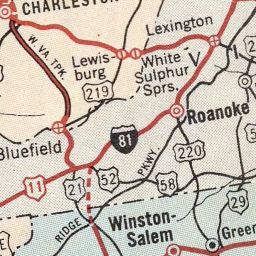 CHARLESTON
Lexington
W VA TPK.
Lewis-
burg
White
Sulphur
Sprs.
V
I
219
2
Roanoke
81
Bluefield
220
PKWY.
52
11
21
58
29
RIDGE
Winston-
Salem
Green
E